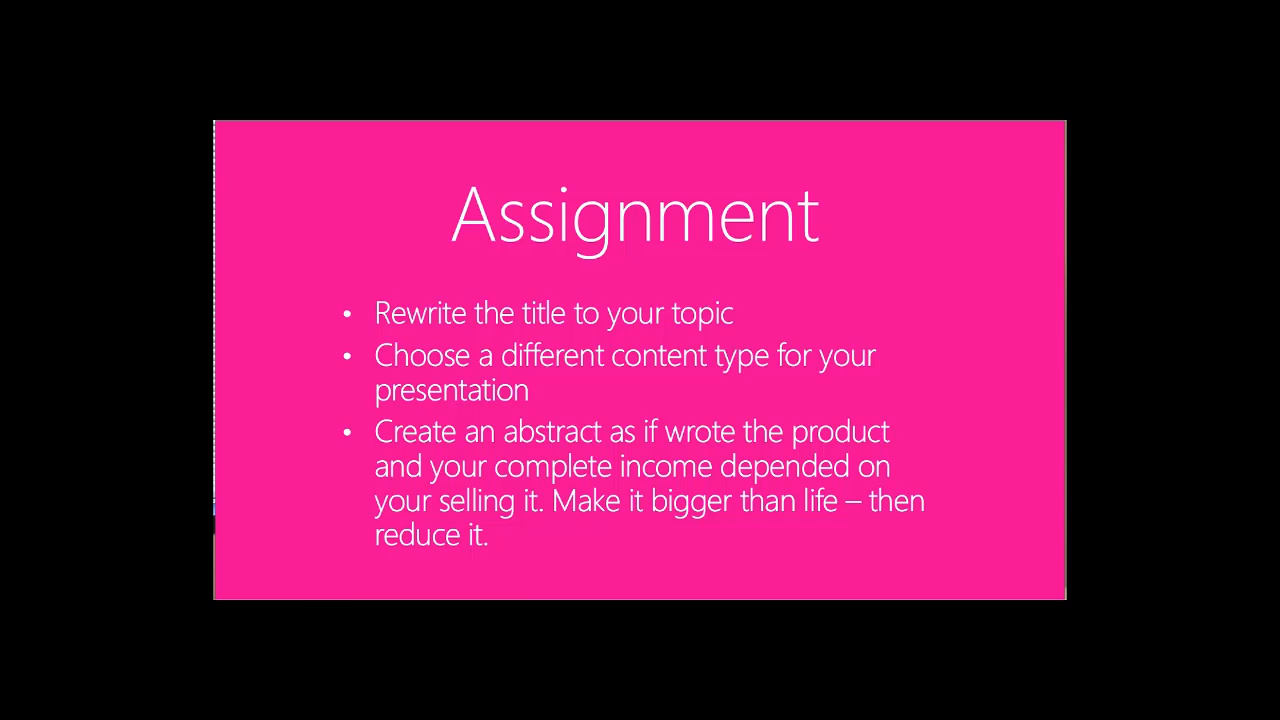 Assignment
• Rewrite the title to your topic
• Choose a different content type for your
presentation
• Create an abstract as if wrote the product
and your complete income depended on
your selling it. Make it bigger than life – then
reduce it.